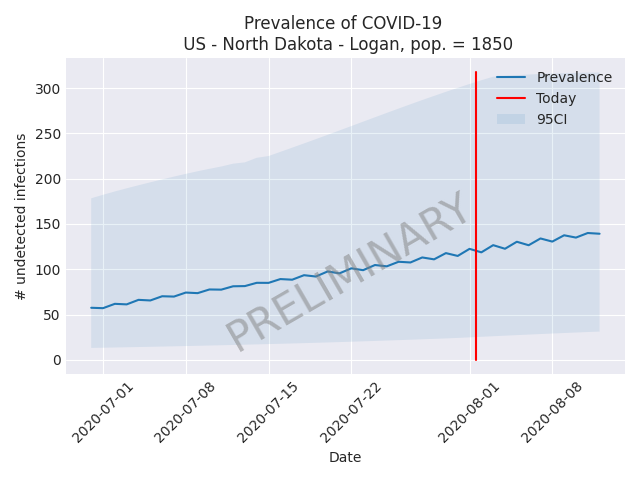 Prevalence of COVID-19
US - North Dakota - Logan, pop. = 1850
# undetected infections
300
250
200
150
100
50
0
Prevalence
Today
95CI
PRELIMINARY
2020-07-01
2020-07-08
2020-07-15
2020-07-22
2020-08-01
2020-08-08
Date